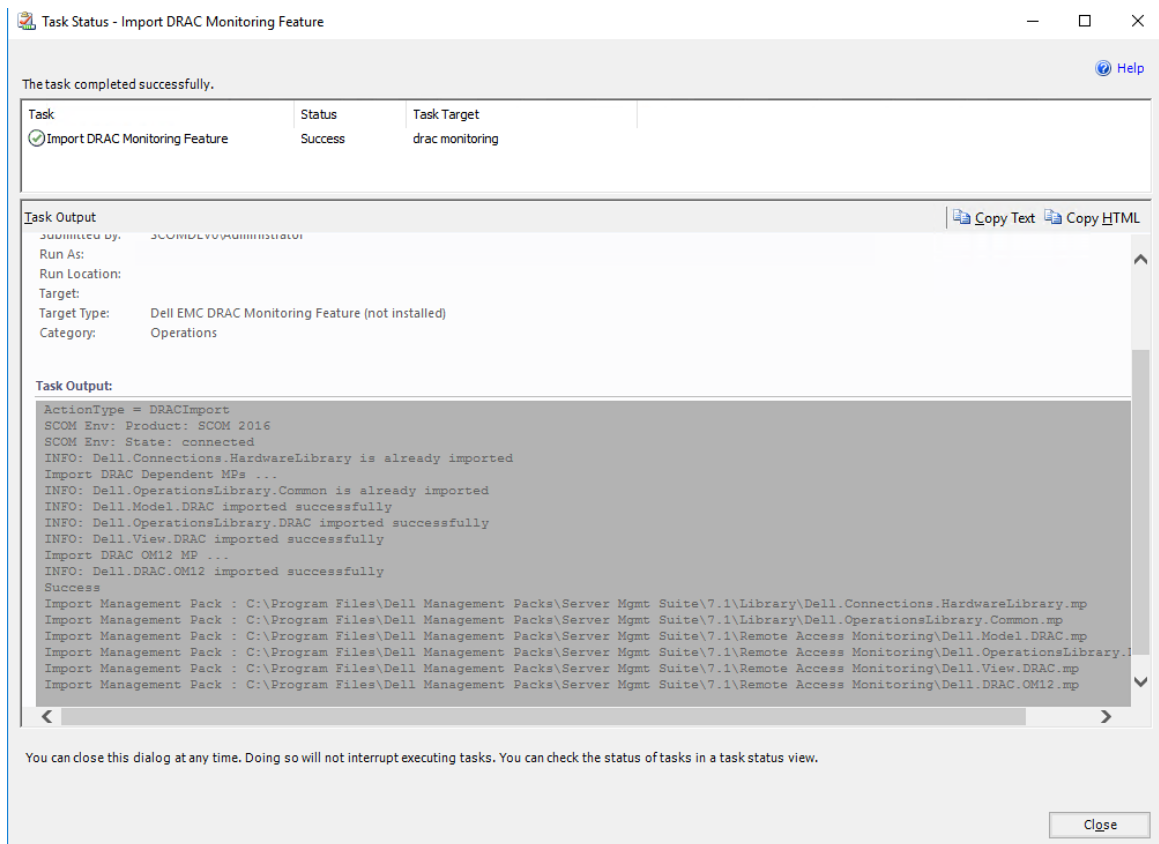 Task Status - Import DRAC Monitoring Feature
Help
The task completed successfully.
Task Status Task Target
Import DRAC Monitoring Feature Success drac monitoring
Task Output Copy Text Copy HTML
Submitted By: SCOMDEV0\Administrator
Run As:
Run Location:
Target:
Target Type: Dell EMC DRAC Monitoring Feature (not installed)
Category: Operations
Task Output:
ActionType = DRACImport
SCOM Env: Product: SCOM 2016
SCOM Env: State: connected
INFO: Dell.Connections.HardwareLibrary is already imported
Import DRAC Dependent MPs ...
INFO: Dell.OperationsLibrary.Common is already imported
INFO: Dell.Model.DRAC imported successfully
INFO: Dell.OperationsLibrary.DRAC imported successfully
INFO: Dell.View.DRAC imported successfully
Import DRAC OM12 MP ...
INFO: Dell.DRAC.OM12 imported successfully
Success
Import Management Pack : C:\Program Files\Dell Management Packs\Server Mgmt Suite\7.1\Library\Dell.Connections.HardwareLibrary.mp
Import Management Pack : C:\Program Files\Dell Management Packs\Server Mgmt Suite\7.1\Library\Dell.OperationsLibrary.Common.mp
Import Management Pack : C:\Program Files\Dell Management Packs\Server Mgmt Suite\7.1\Remote Access Monitoring\Dell.Model.DRAC.mp
Import Management Pack : C:\Program Files\Dell Management Packs\Server Mgmt Suite\7.1\Remote Access Monitoring\Dell.OperationsLibrary.
Import Management Pack : C:\Program Files\Dell Management Packs\Server Mgmt Suite\7.1\Remote Access Monitoring\Dell.View.DRAC.mp
Import Management Pack : C:\Program Files\Dell Management Packs\Server Mgmt Suite\7.1\Remote Access Monitoring\Dell.DRAC.OM12.mp
You can close this dialog at any time. Doing so will not interrupt executing tasks. You can check the status of tasks in a task status view.
Close